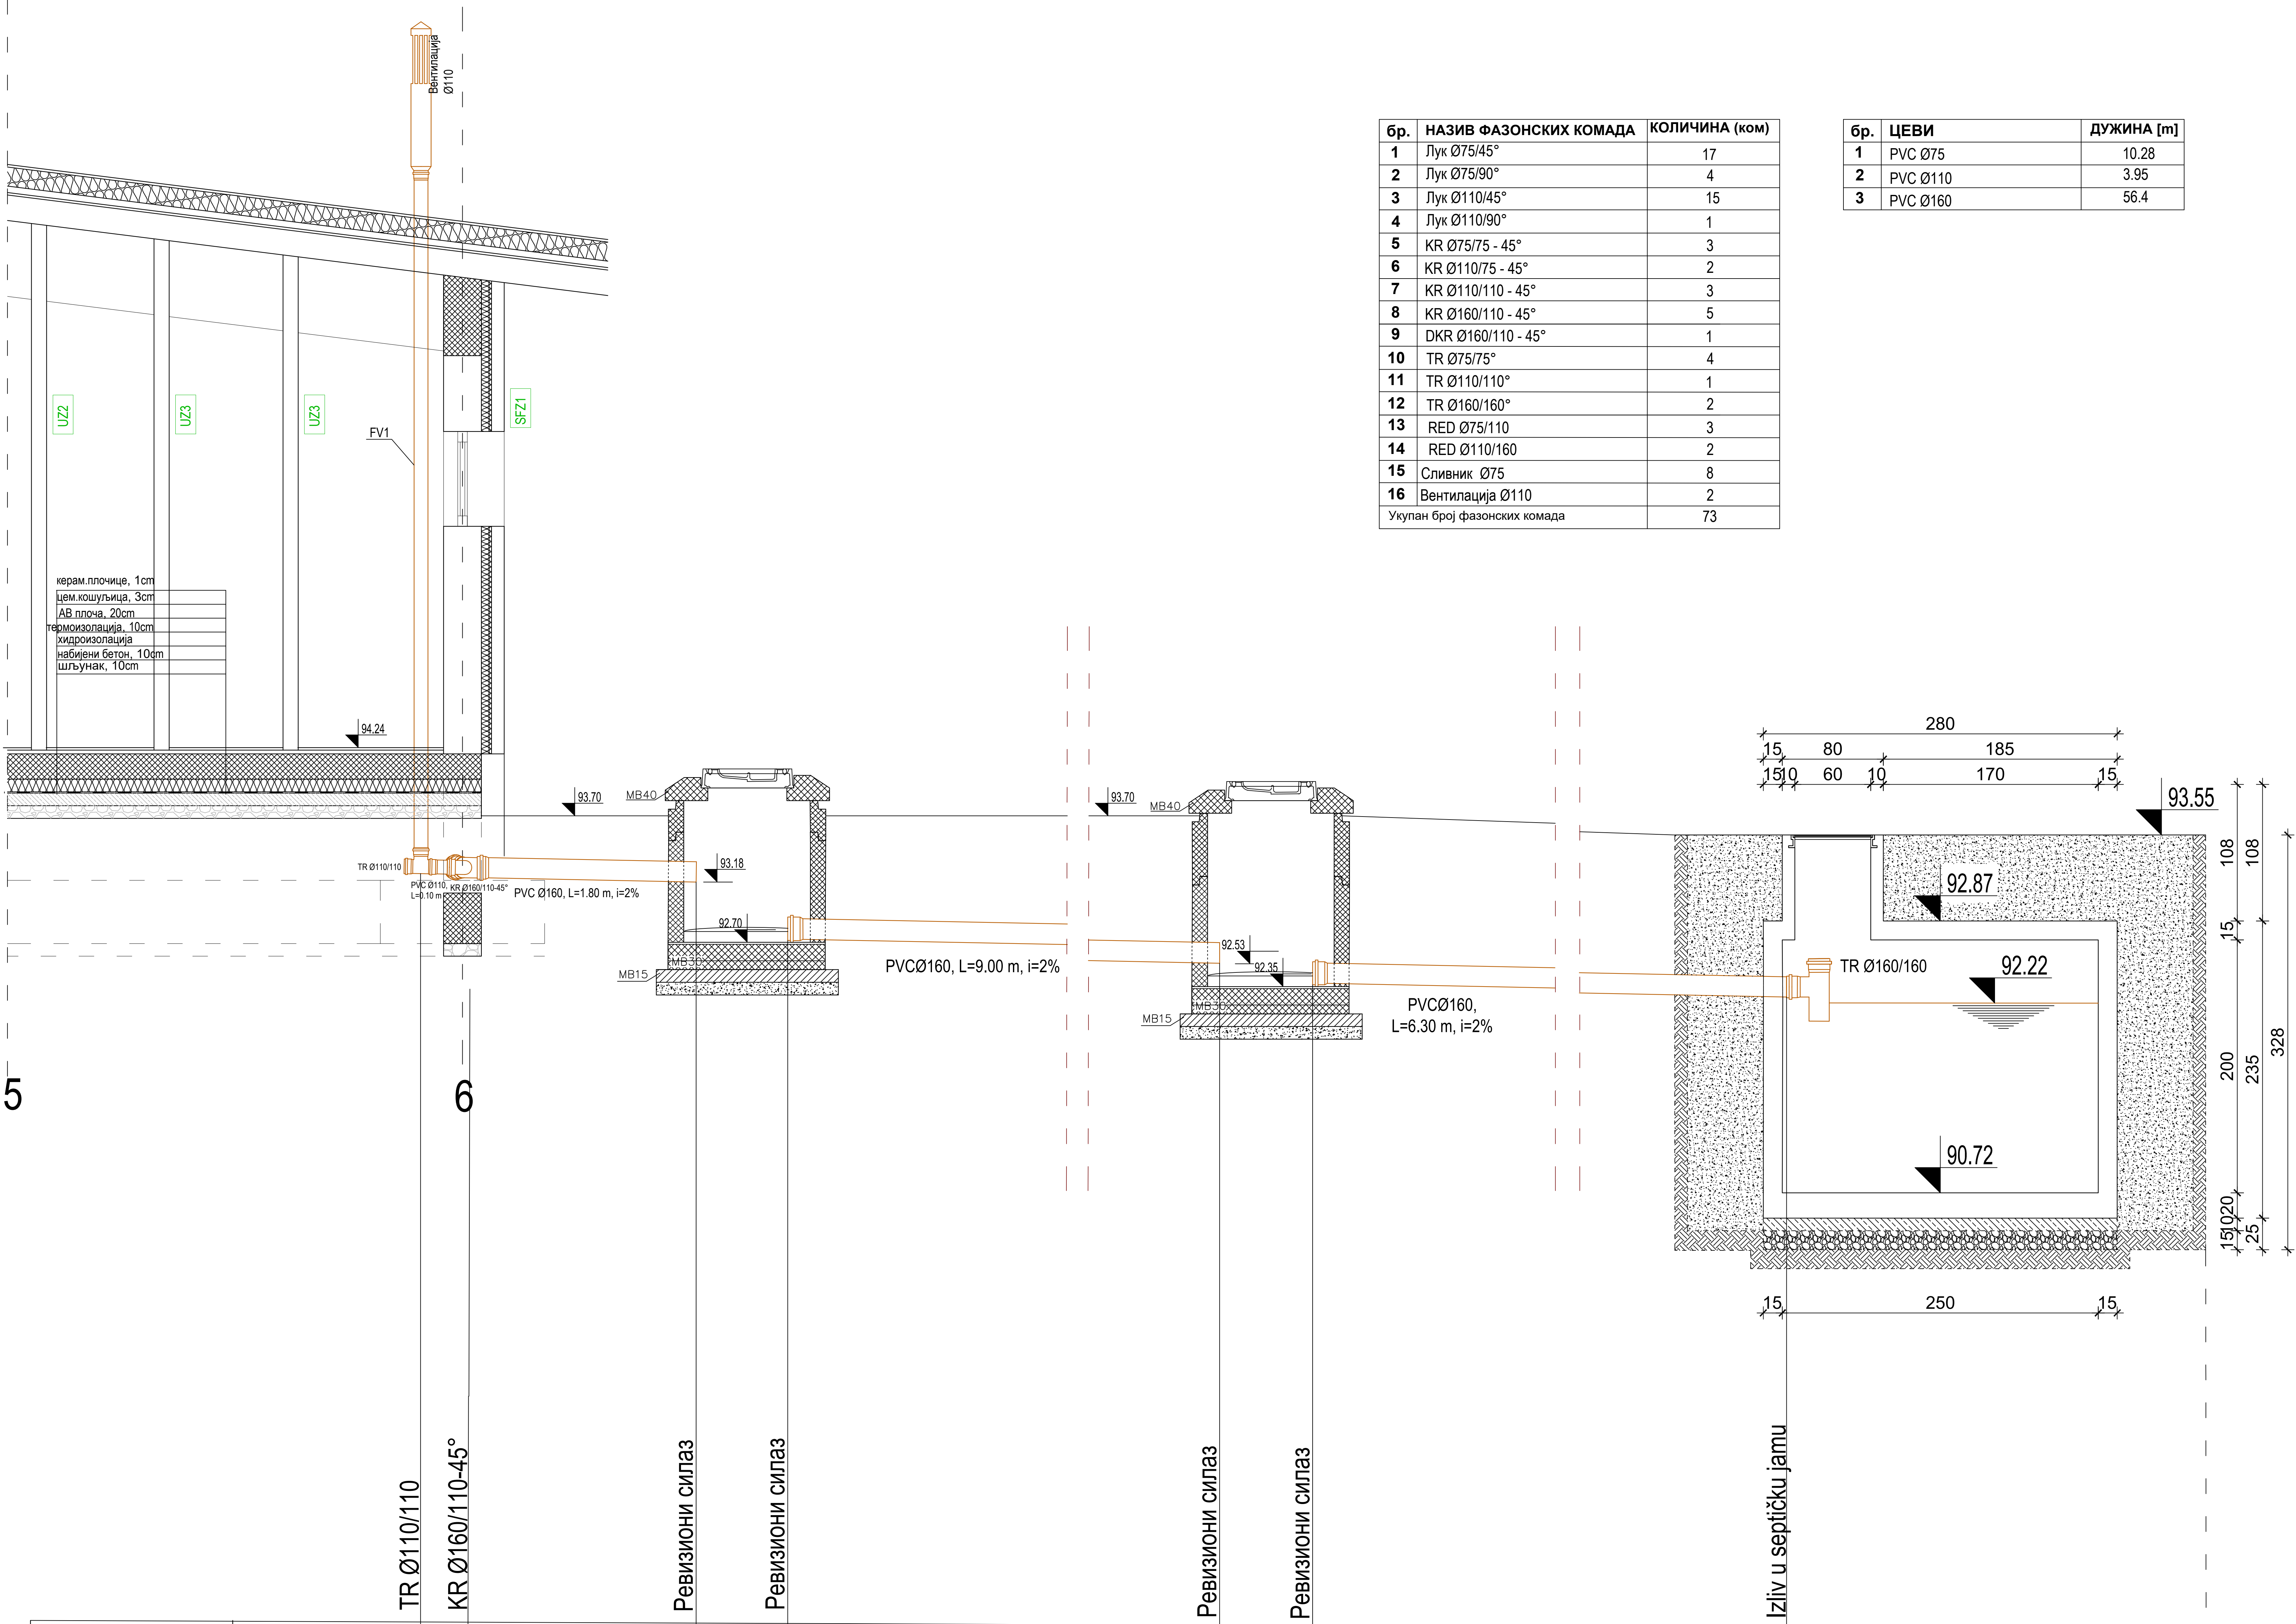 Вентилација
Ø110
бр. НАЗИВ ФАЗОНСКИХ КОМАДА КОЛИЧИНА (ком)
1 Лук Ø75/45° 17
2 Лук Ø75/90° 4
3 Лук Ø110/45° 15
4 Лук Ø110/90° 1
5 KR Ø75/75 - 45° 3
6 KR Ø110/75 - 45° 2
7 KR Ø110/110 - 45° 3
8 KR Ø160/110 - 45° 5
9 DKR Ø160/110 - 45° 1
10 TR Ø75/75° 4
11 TR Ø110/110° 1
12 TR Ø160/160° 2
13 RED Ø75/110 3
14 RED Ø110/160 2
15 Сливник Ø75 8
16 Вентилација Ø110 2
Укупан број фазонских комада 73
бр. ЦЕВИ ДУЖИНА [m]
1 PVC Ø75 10.28
2 PVC Ø110 3.95
3 PVC Ø160 56.4
UZ2
UZ3
UZ3
SFZ1
FV1
керам.плочице, 1cm
цем.кошуљица, 3cm
АВ плоча, 20cm
термоизолација, 10cm
хидроизолација
набијени бетон, 10cm
шљунак, 10cm
94.24
93.70
MB40
93.18
92.70
MB30
MB15
TR Ø110/110
PVC Ø110,
L=0.10 m
KR Ø160/110-45°
PVC Ø160, L=1.80 m, i=2%
PVCØ160, L=9.00 m, i=2%
93.70
MB40
92.53
92.35
MB30
MB15
PVCØ160,
L=6.30 m, i=2%
280
15 80 185
15 10 60 10 170 15
93.55
92.87
TR Ø160/160
92.22
90.72
108
15
200
20
10
15
108
235
25
328
15 250 15
5
6
TR Ø110/110
KR Ø160/110-45°
Ревизиони силаз
Ревизиони силаз
Ревизиони силаз
Ревизиони силаз
Izliv u septičku jamu